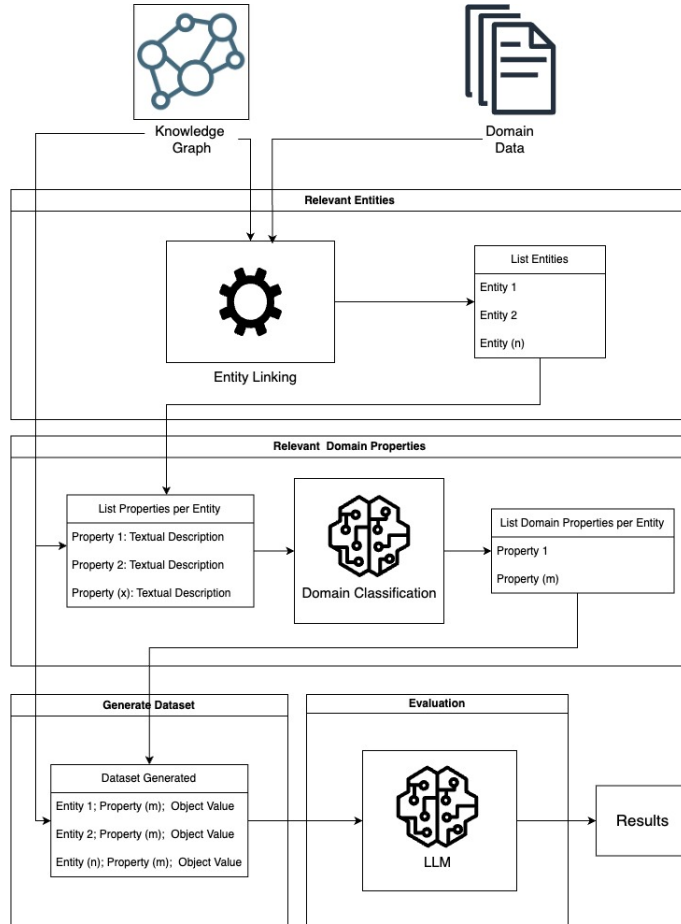 Knowledge
Graph
Domain
Data
Relevant Entities
Entity Linking
List Entities
Entity 1
Entity 2
Entity (n)
Relevant Domain Properties
List Properties per Entity
Property 1: Textual Description
Property 2: Textual Description
Property (x): Textual Description
Domain Classification
List Domain Properties per Entity
Property 1
Property (m)
Generate Dataset
Dataset Generated
Entity 1; Property (m); Object Value
Entity 2; Property (m); Object Value
Entity (n); Property (m); Object Value
Evaluation
LLM
Results